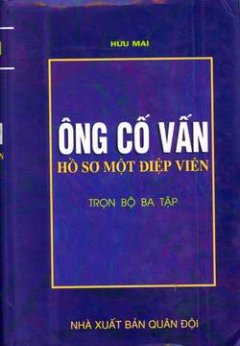 HỮU MAI
ÔNG CỐ VẤN
HỒ SƠ MỘT ĐIỆP VIÊN
TRỌN BỘ BA TẬP
NHÀ XUẤT BẢN QUÂN ĐỘI